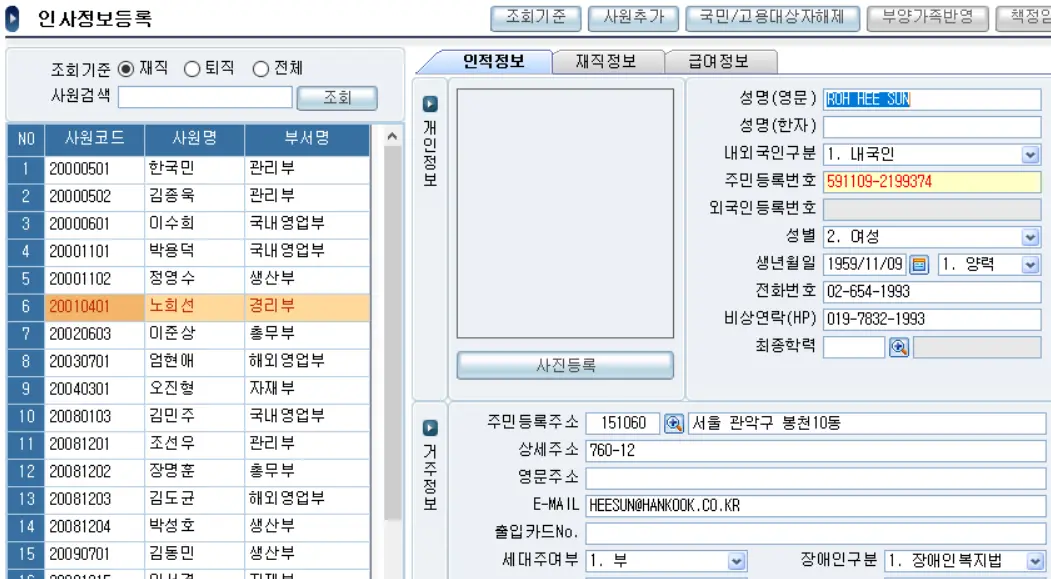 인사정보등록
조회기준 사원추가 국민/고용대상자해제 부양가족반영
조회기준 재직 퇴직 전체
사원검색 조회
NO 사원코드 사원명 부서명
1 20000501 한국민 관리부
2 20000502 김종욱 관리부
3 20000601 이수희 국내영업부
4 20001101 박용덕 국내영업부
5 20001102 정영수 생산부
6 20010401 노희선 경리부
7 20020603 이준상 총무부
8 20030701 엄현애 해외영업부
9 20040301 오진형 자재부
10 20080103 김민주 국내영업부
11 20081201 조선우 관리부
12 20081202 장명훈 총무부
13 20081203 김도균 해외영업부
14 20081204 박성호 생산부
15 20090701 김동민 생산부
인적정보 재직정보 급여정보
개인정보
사진등록
성명(영문) ROH HEE SUN
성명(한자)
내외국인구분 1. 내국인
주민등록번호 591109-2199374
외국인등록번호
성별 2. 여성
생년월일 1959/11/09 1. 양력
전화번호 02-654-1993
비상연락(HP) 019-7832-1993
최종학력
거주정보
주민등록주소 151060 서울 관악구 봉천10동
상세주소 760-12
영문주소
E-MAIL HEESUN@HANKOOK.CO.KR
출입카드No.
세대주여부 1. 부 장애인구분 1. 장애인복지법